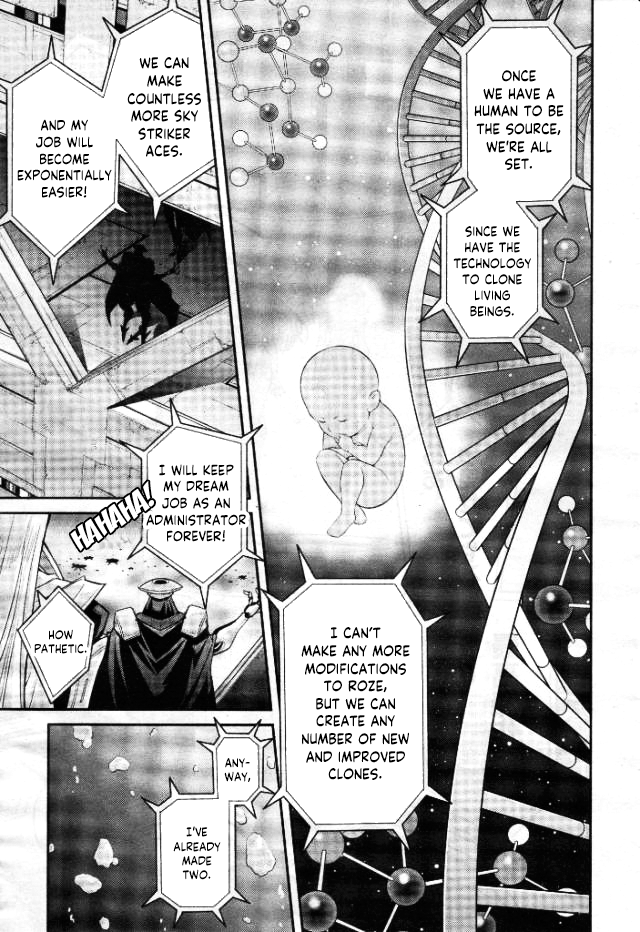 ONCE
WE HAVE A
HUMAN TO BE
THE SOURCE,
WE'RE ALL
SET.
SINCE WE
HAVE THE
TECHNOLOGY
TO CLONE
LIVING
BEINGS.
I CAN'T
MAKE ANY MORE
MODIFICATIONS
TO ROZE,
BUT WE CAN
CREATE ANY
NUMBER OF NEW
AND IMPROVED
CLONES.
WE CAN
MAKE
COUNTLESS
MORE SKY
STRIKER
ACES.
AND MY
JOB WILL
BECOME
EXPONENTIALLY
EASIER!
I WILL KEEP
MY DREAM
JOB AS AN
ADMINISTRATOR
FOREVER!
HAHAHA!
HOW
PATHETIC.
ANY-
WAY,
I'VE
ALREADY
MADE
TWO.